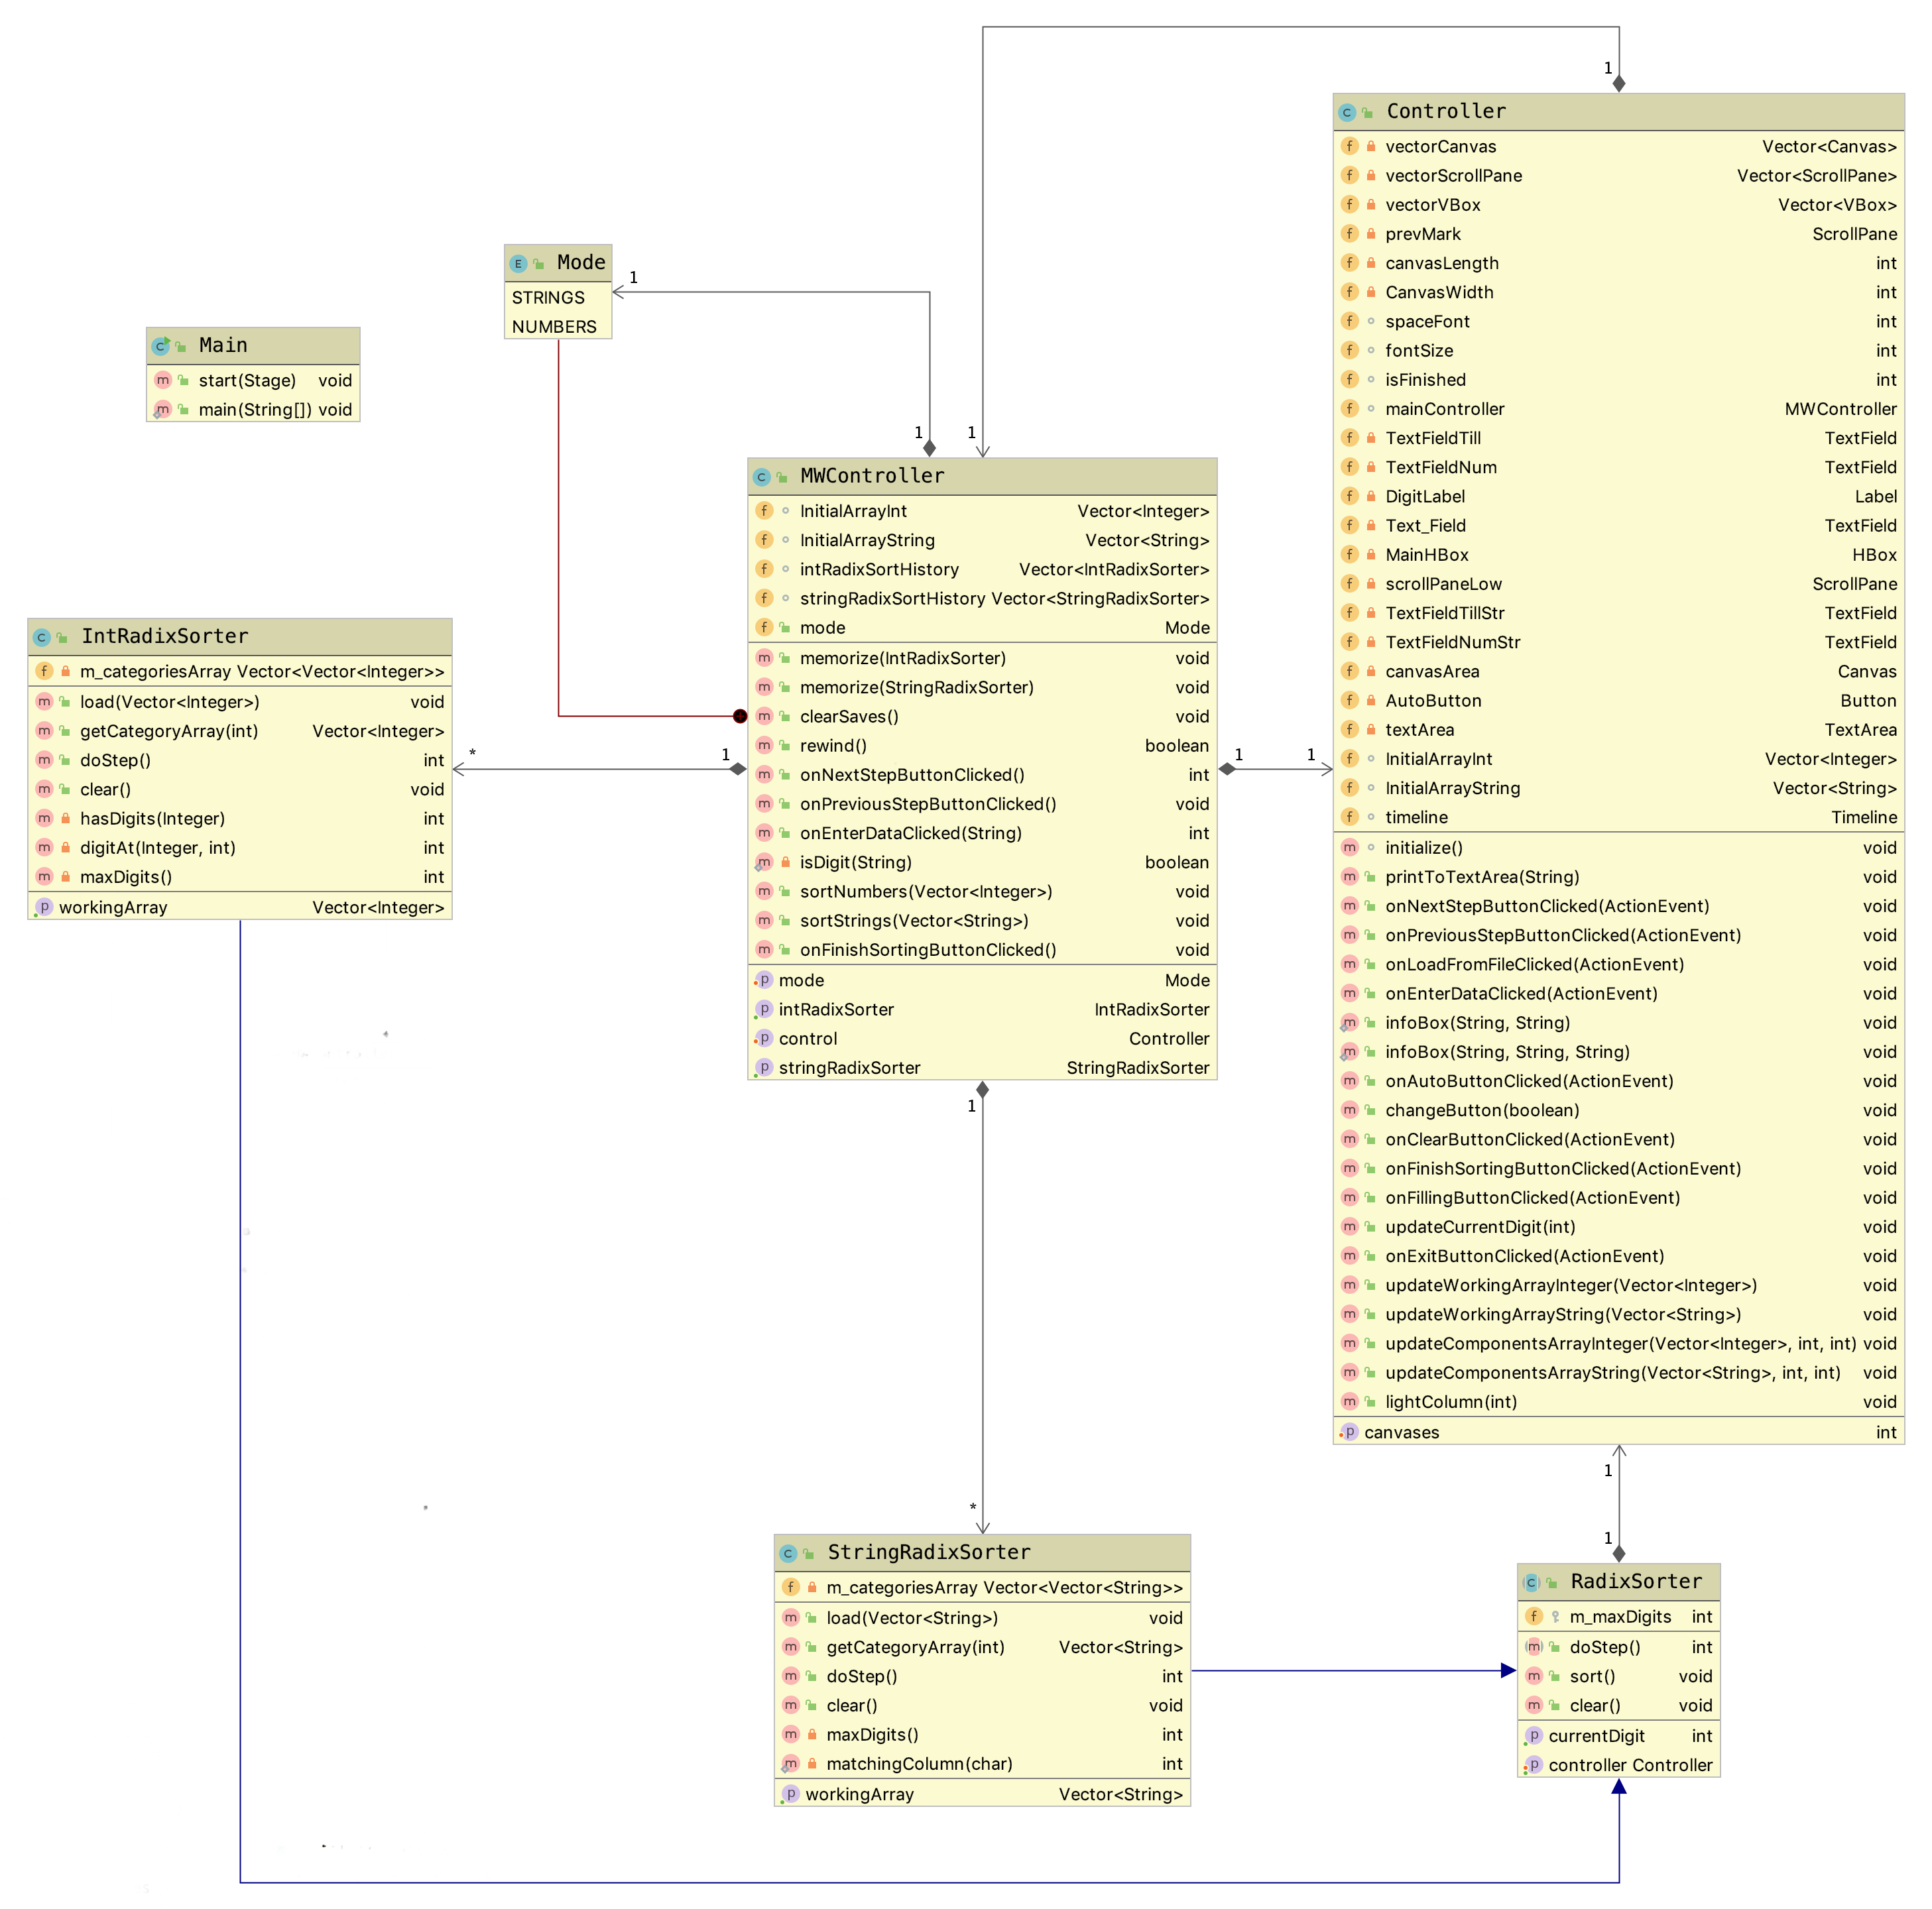 1
Controller
vectorCanvas Vector<Canvas>
vectorScrollPane Vector<ScrollPane>
vectorVBox Vector<VBox>
prevMark ScrollPane
canvasLength int
CanvasWidth int
spaceFont int
fontSize int
isFinished int
mainController MWController
TextFieldTill TextField
TextFieldNum TextField
DigitLabel Label
Text_Field TextField
MainHBox HBox
scrollPaneLow ScrollPane
TextFieldTillStr TextField
TextFieldNumStr TextField
canvasArea Canvas
AutoButton Button
textArea TextArea
InitialArrayInt Vector<Integer>
InitialArrayString Vector<String>
timeline Timeline
initialize() void
printToTextArea(String) void
onNextStepButtonClicked(ActionEvent) void
onPreviousStepButtonClicked(ActionEvent) void
onLoadFromFileClicked(ActionEvent) void
onEnterDataClicked(ActionEvent) void
infoBox(String, String) void
infoBox(String, String, String) void
onAutoButtonClicked(ActionEvent) void
changeButton(boolean) void
onClearButtonClicked(ActionEvent) void
onFinishSortingButtonClicked(ActionEvent) void
onFillingButtonClicked(ActionEvent) void
updateCurrentDigit(int) void
onExitButtonClicked(ActionEvent) void
updateWorkingArrayInteger(Vector<Integer>) void
updateWorkingArrayString(Vector<String>) void
updateComponentsArrayInteger(Vector<Integer>, int, int) void
updateComponentsArrayString(Vector<String>, int, int) void
lightColumn(int) void
canvases int
E Mode
STRINGS
NUMBERS
1
Main
start(Stage) void
main(String[]) void
1 1
MWController
InitialArrayInt Vector<Integer>
InitialArrayString Vector<String>
intRadixSortHistory Vector<IntRadixSorter>
stringRadixSortHistory Vector<StringRadixSorter>
mode Mode
memorize(IntRadixSorter) void
memorize(StringRadixSorter) void
clearSaves() void
rewind() boolean
onNextStepButtonClicked() int
onPreviousStepButtonClicked() void
onEnterDataClicked(String) int
isDigit(String) boolean
sortNumbers(Vector<Integer>) void
sortStrings(Vector<String>) void
onFinishSortingButtonClicked() void
mode Mode
intRadixSorter IntRadixSorter
control Controller
stringRadixSorter StringRadixSorter
IntRadixSorter
m_categoriesArray Vector<Vector<Integer>>
load(Vector<Integer>) void
getCategoryArray(int) Vector<Integer>
doStep() int
clear() void
hasDigits(Integer) int
digitAt(Integer, int) int
maxDigits() int
workingArray Vector<Integer>
* 1
1 1
1
*
StringRadixSorter
m_categoriesArray Vector<Vector<String>>
load(Vector<String>) void
getCategoryArray(int) Vector<String>
doStep() int
clear() void
maxDigits() int
matchingColumn(char) int
workingArray Vector<String>
1
1
RadixSorter
m_maxDigits int
doStep() int
sort() void
clear() void
currentDigit int
controller Controller